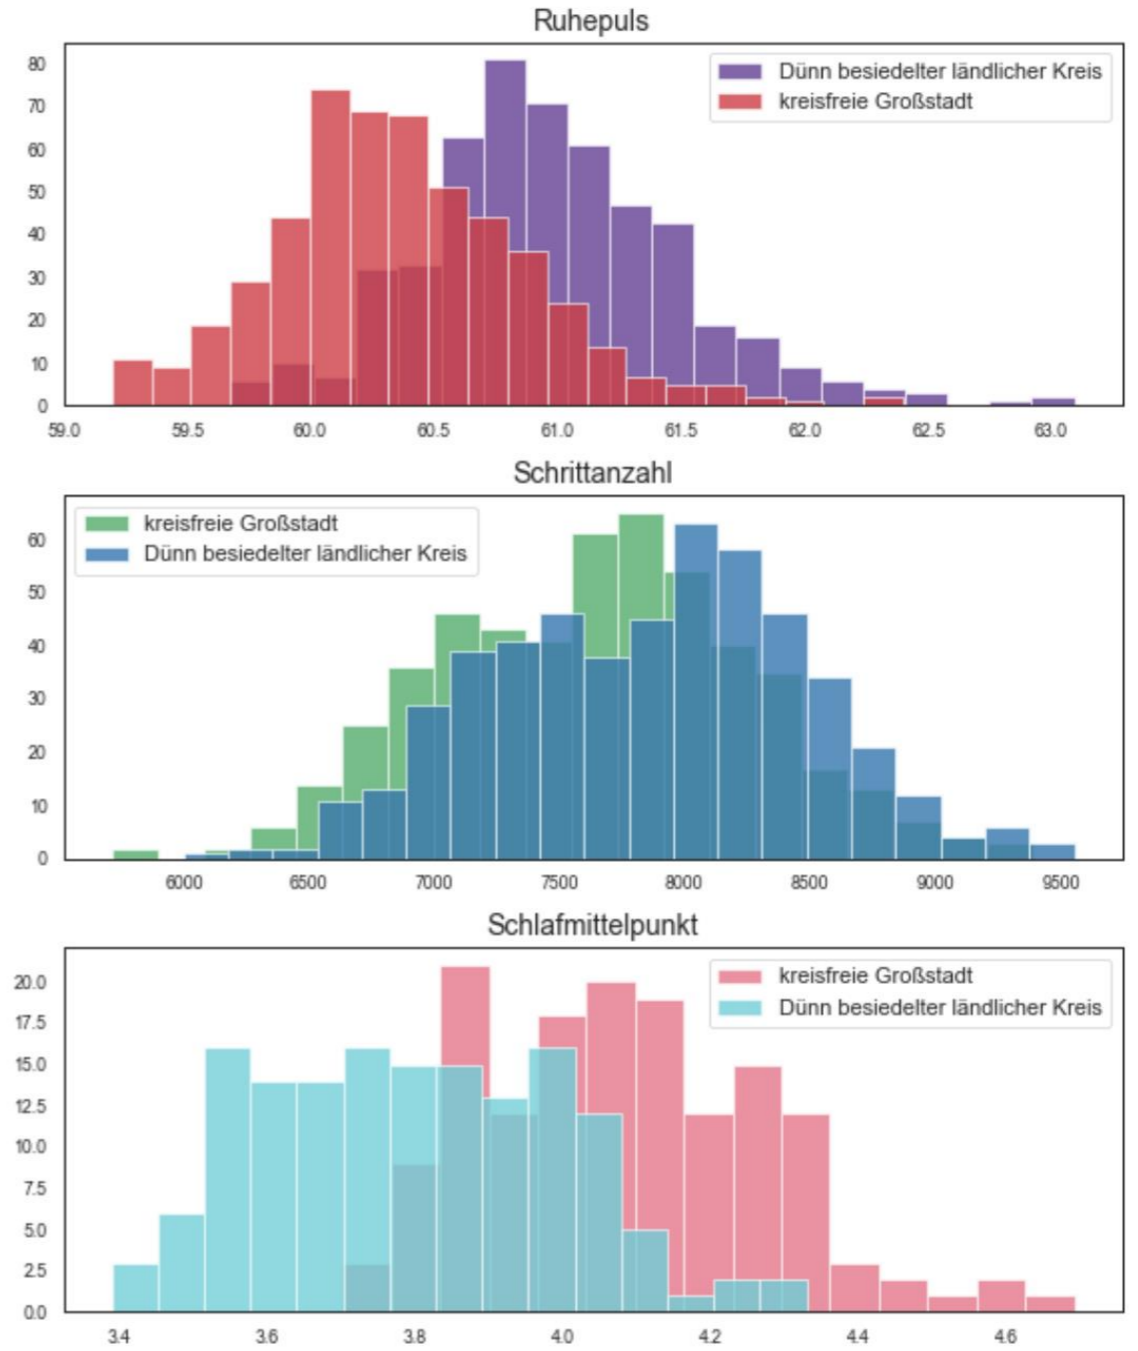 Ruhepuls
80
70
60
50
40
30
20
10
0
Dünn besiedelter ländlicher Kreis
kreisfreie Großstadt
59.0 59.5 60.0 60.5 61.0 61.5 62.0 62.5 63.0
Schrittanzahl
60
50
40
30
20
10
0
kreisfreie Großstadt
Dünn besiedelter ländlicher Kreis
6000 6500 7000 7500 8000 8500 9000 9500
Schlafmittelpunkt
20.0
17.5
15.0
12.5
10.0
7.5
5.0
2.5
0.0
kreisfreie Großstadt
Dünn besiedelter ländlicher Kreis
3.4 3.6 3.8 4.0 4.2 4.4 4.6